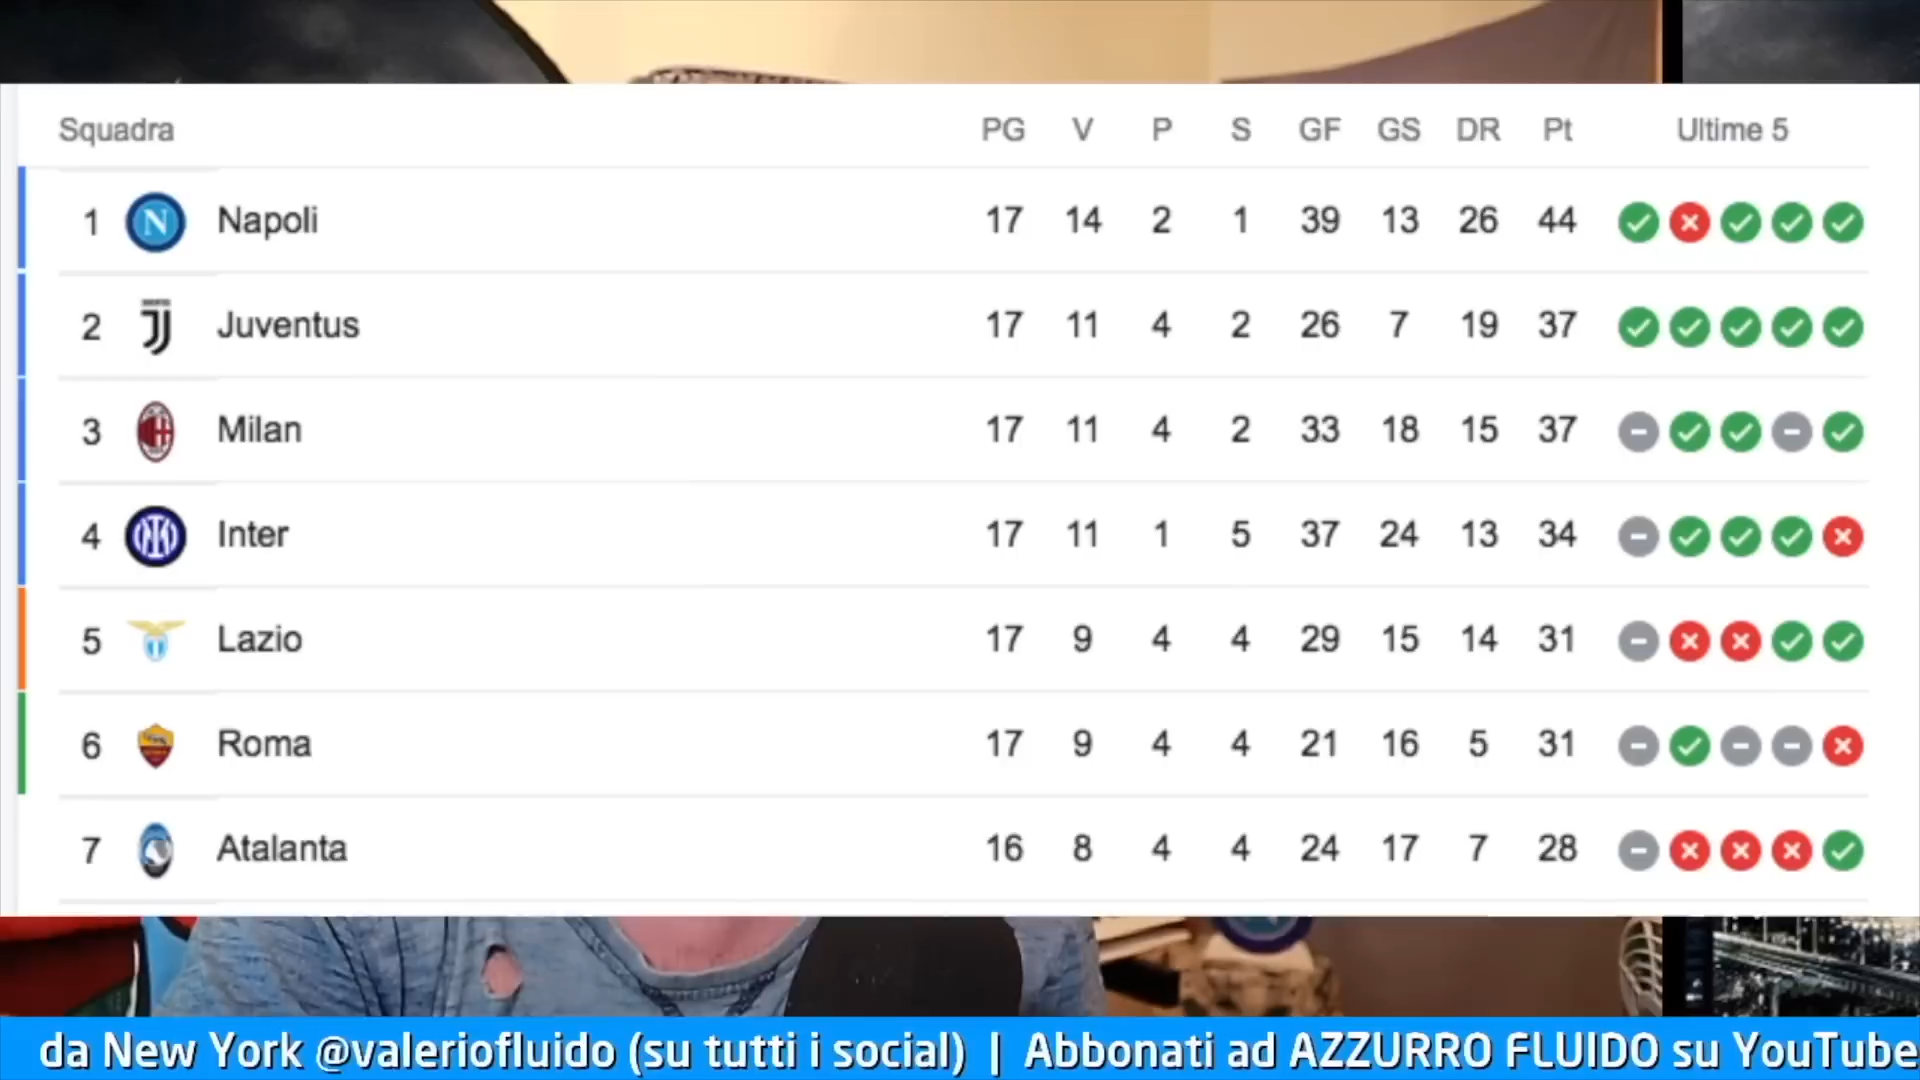 Squadra PG V P S GF GS DR Pt Ultime 5
1 N Napoli 17 14 2 1 39 13 26 44
2 Juventus 17 11 4 2 26 7 19 37
3 Milan 17 11 4 2 33 18 15 37
4 Inter 17 11 1 5 37 24 13 34
5 Lazio 17 9 4 4 29 15 14 31
6 Roma 17 9 4 4 21 16 5 31
7 Atalanta 16 8 4 4 24 17 7 28
da New York @valeriofluido (su tutti i social) | Abbonati ad AZZURRO FLUIDO su YouTube